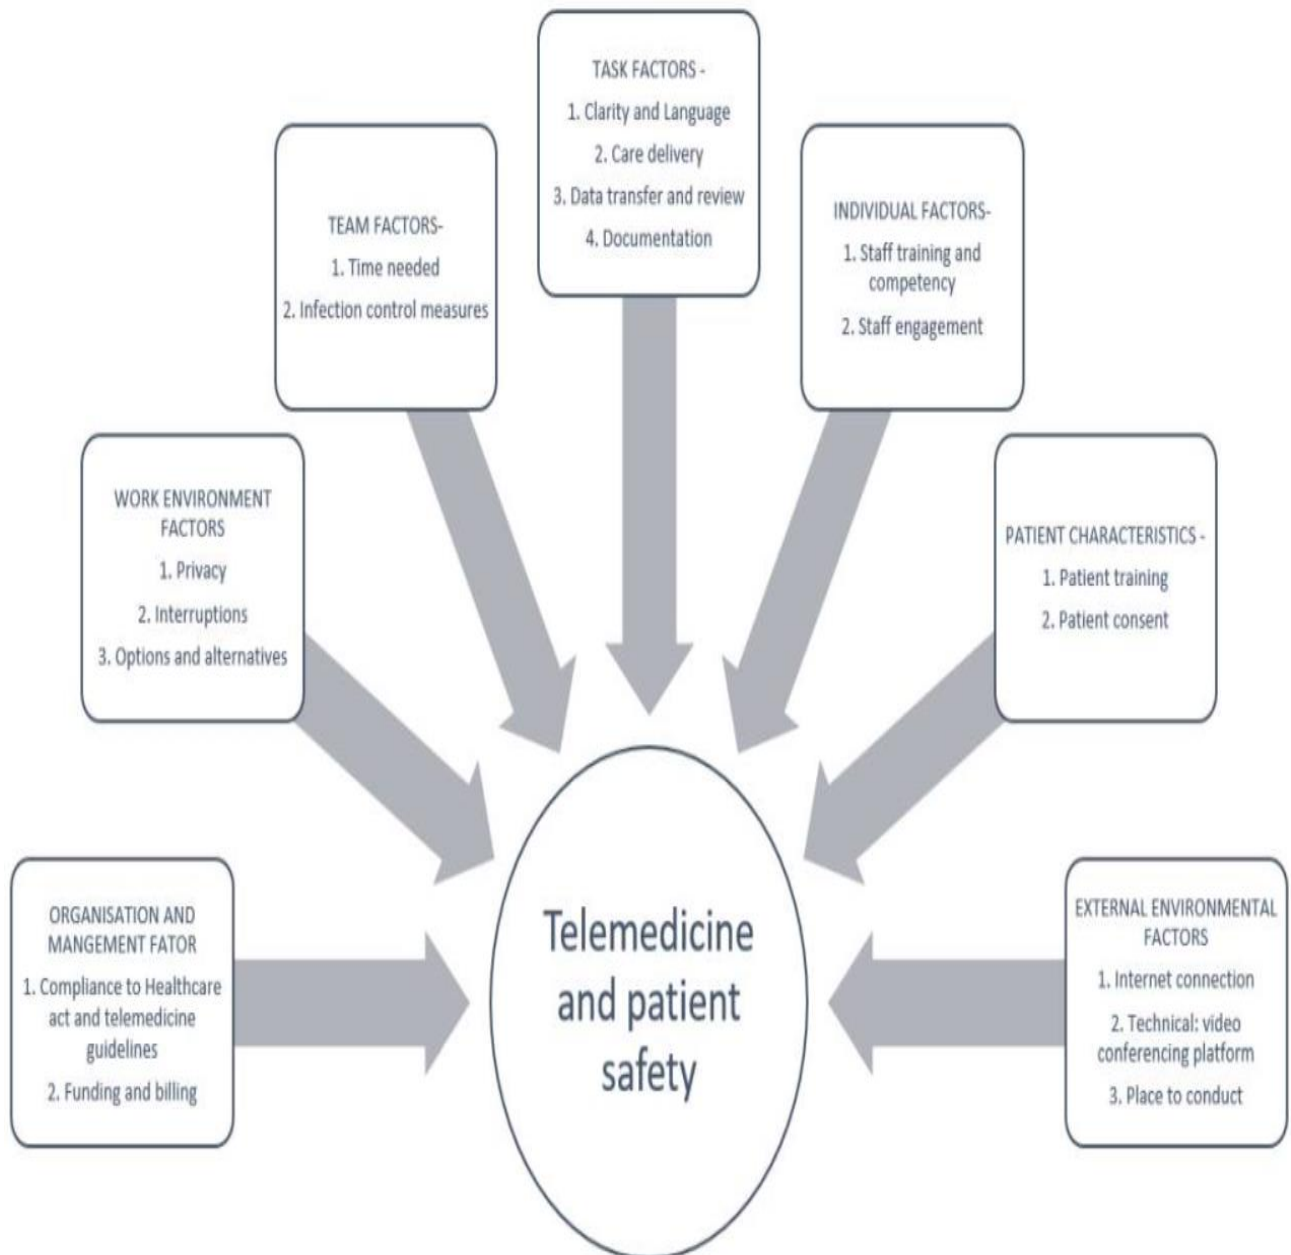 TASK FACTORS -
1. Clarity and Language
2. Care delivery
3. Data transfer and review
4. Documentation
TEAM FACTORS-
1. Time needed
2. Infection control measures
INDIVIDUAL FACTORS-
1. Staff training and
competency
2. Staff engagement
WORK ENVIRONMENT
FACTORS
1. Privacy
2. Interruptions
3. Options and alternatives
PATIENT CHARACTERISTICS -
1. Patient training
2. Patient consent
ORGANISATION AND
MANGEMENT FATOR
1. Compliance to Healthcare
act and telemedicine
guidelines
2. Funding and billing
Telemedicine
and patient
safety
EXTERNAL ENVIRONMENTAL
FACTORS
1. Internet connection
2. Technical: video
conferencing platform
3. Place to conduct